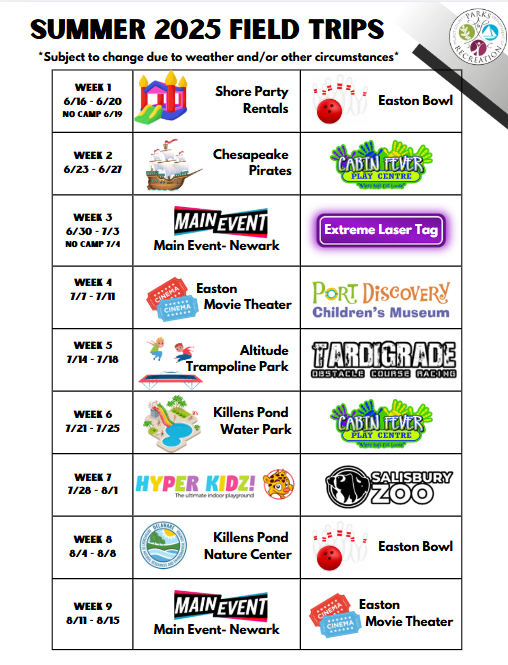 SUMMER 2025 FIELD TRIPS
*Subject to change due to weather and/or other circumstances*
PARKS
RECREATION
WEEK 1
6/16 - 6/20
NO CAMP 6/19
Shore Party
Rentals
Easton Bowl
WEEK 2
6/23 - 6/27
Chesapeake
Pirates
CABIN FEVER
PLAY CENTRE
WEEK 3
6/30 - 7/3
NO CAMP 7/4
MAIN EVENT
Main Event- Newark
Extreme Laser Tag
WEEK 4
7/7 - 7/11
CINEMA
CINEMA
Easton
Movie Theater
PORT DISCOVERY
Children's Museum
WEEK 5
7/14 - 7/18
Altitude
Trampoline Park
TARDIGRADE
OBSTACLE COURSE RACING
WEEK 6
7/21 - 7/25
Killens Pond
Water Park
CABIN FEVER
PLAY CENTRE
WEEK 7
7/28 - 8/1
HYPER KIDZ!
The ultimate indoor playground
SALISBURY
ZOO
WEEK 8
8/4 - 8/8
DELAWARE
Killens Pond
Nature Center
Easton Bowl
WEEK 9
8/11 - 8/15
MAIN EVENT
Main Event- Newark
CINEMA
CINEMA
Easton
Movie Theater